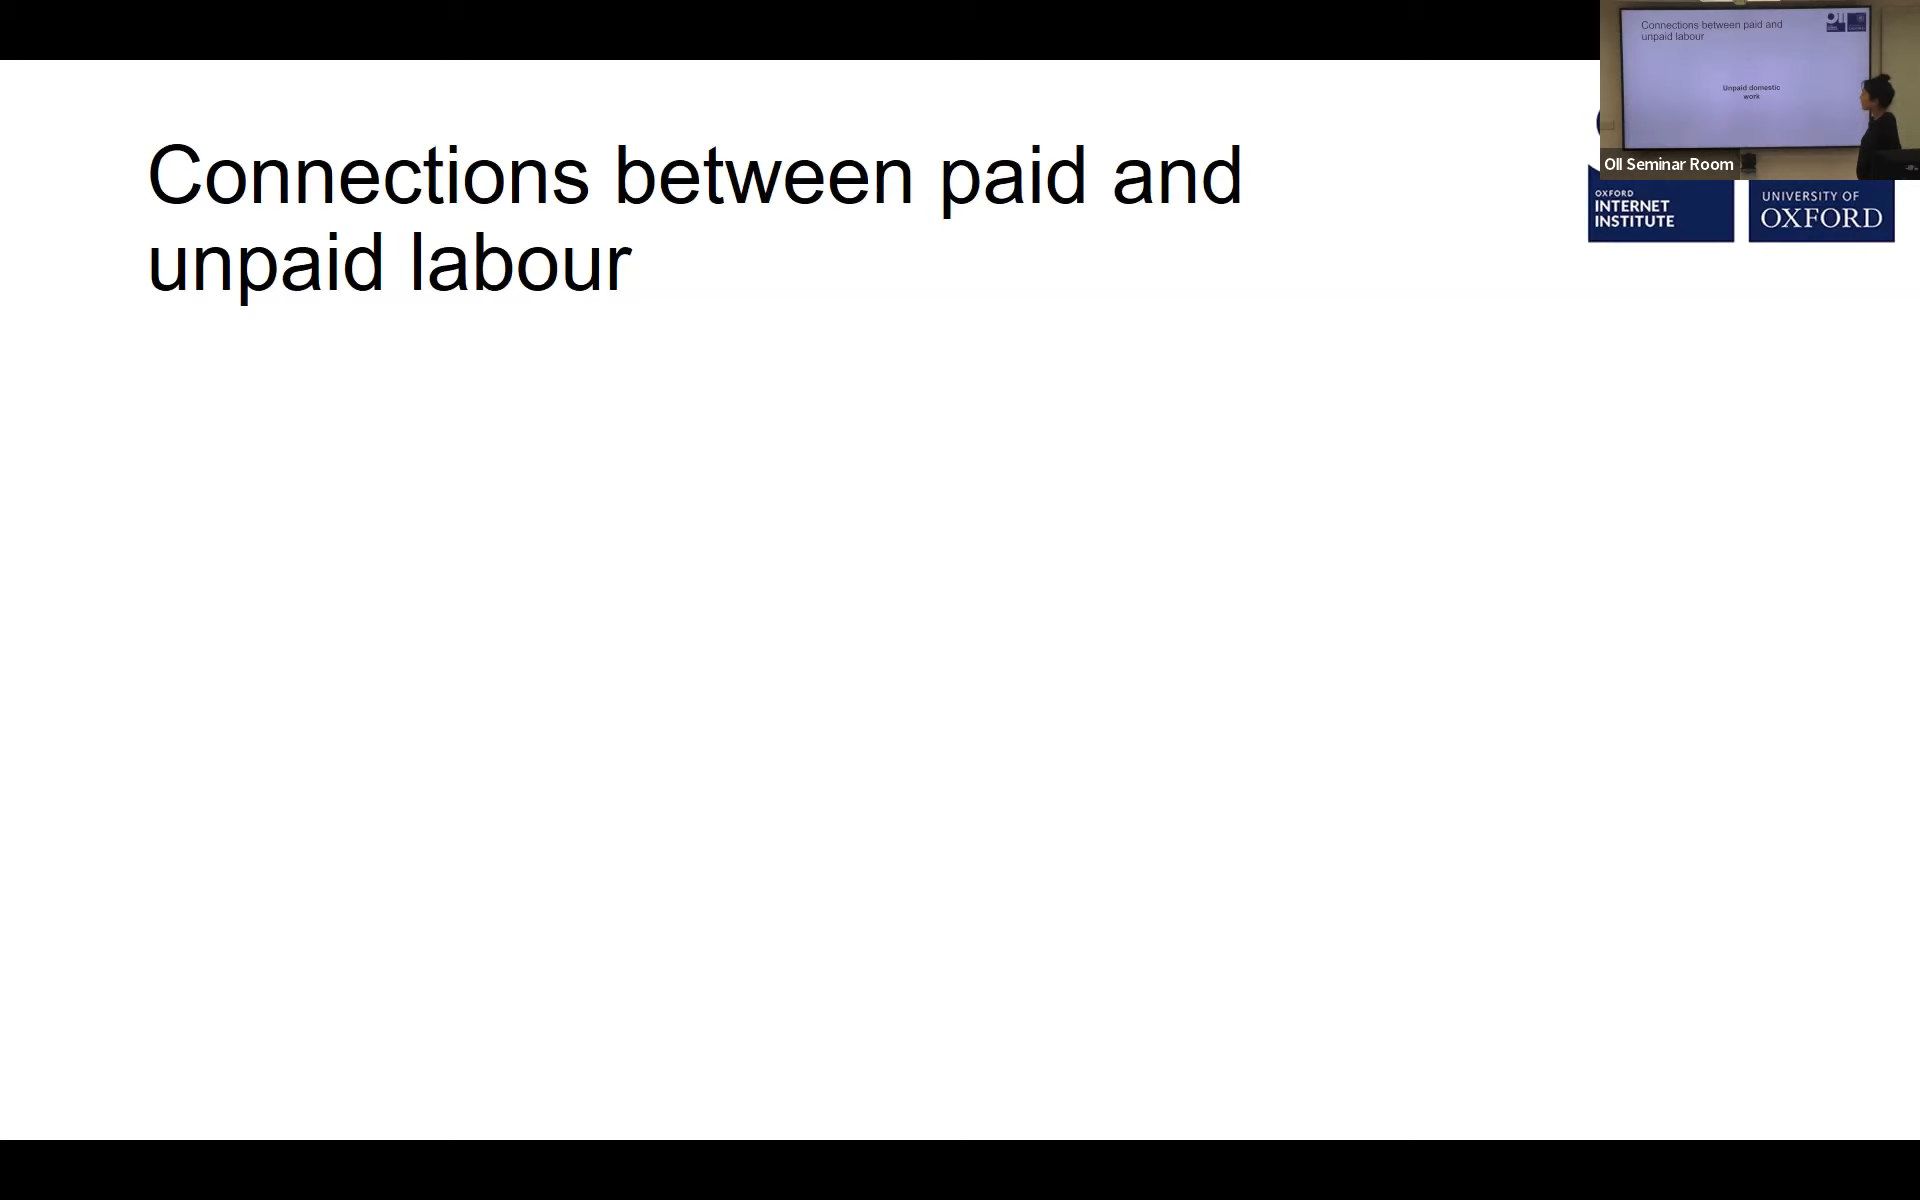 Connections between paid and
unpaid labour
Connections between paid and
unpaid labour
Unpaid domestic
work
OII Seminar Room
OXFORD
INTERNET
INSTITUTE
UNIVERSITY OF
OXFORD